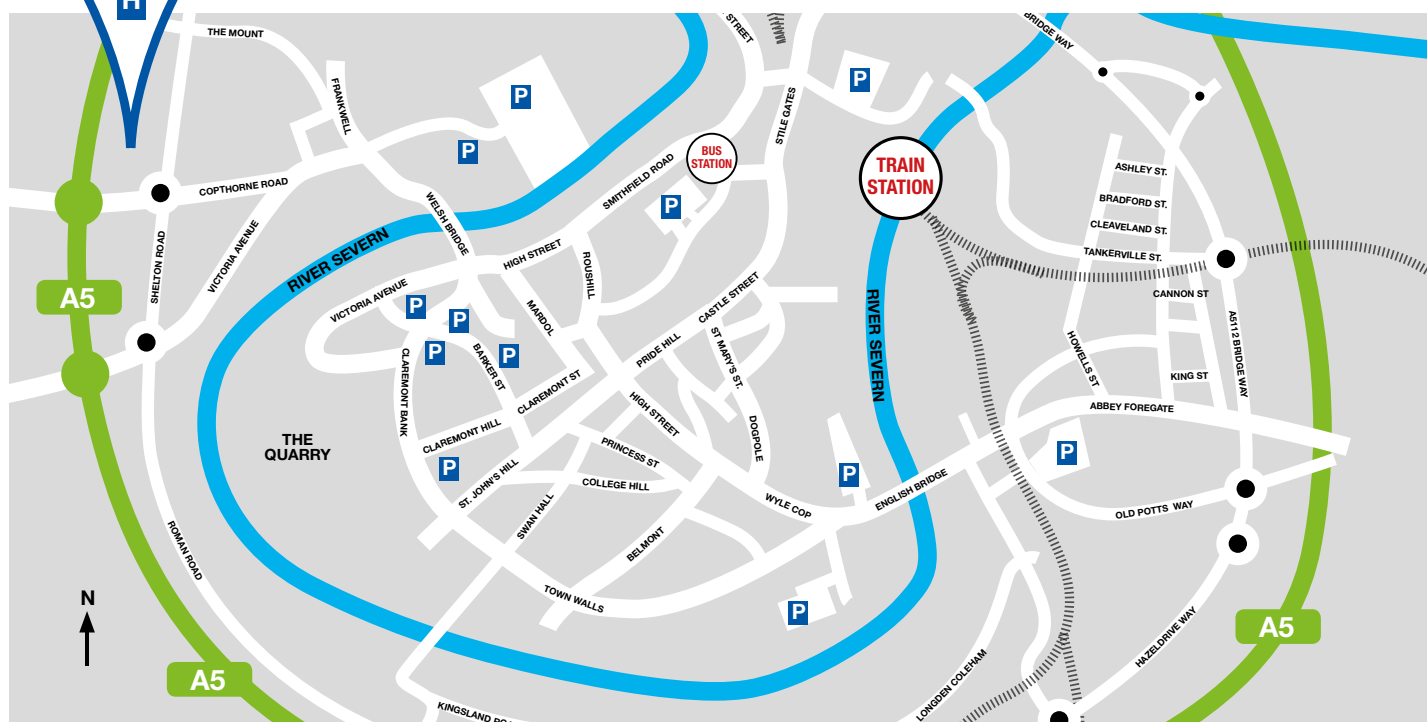 H
STREET
BRIDGE WAY
THE MOUNT
FRANKWELL
P
P
P
STILE GATES
BUS
STATION
TRAIN
STATION
SMITHFIELD ROAD
P
COPTHORNE ROAD
WELSH BRIDGE
ASHLEY ST.
BRADFORD ST.
CLEAVELAND ST.
TANKERVILLE ST.
SHELTON ROAD
VICTORIA AVENUE
RIVER SEVERN
HIGH STREET
ROUSHILL
A5
VICTORIA AVENUE
P
P
P
P
MARDOL
CASTLE STREET
RIVER SEVERN
CANNON ST
A5112 BRIDGE WAY
CLAREMONT BANK
BARKER ST
PRIDE HILL
ST MARY'S ST.
HOWELLS ST
KING ST
CLAREMONT ST
ABBEY FOREGATE
THE
QUARRY
CLAREMONT HILL
HIGH STREET
DOGPOLE
P
PRINCESS ST
P
P
ST. JOHN'S HILL
COLLEGE HILL
WYLE COP
ENGLISH BRIDGE
OLD POTTS WAY
SWAN HALL
BELMONT
ROMAN ROAD
TOWN WALLS
P
N
A5
HAZELDRIVE WAY
A5
LONGDEN COLEHAM
KINGSLAND